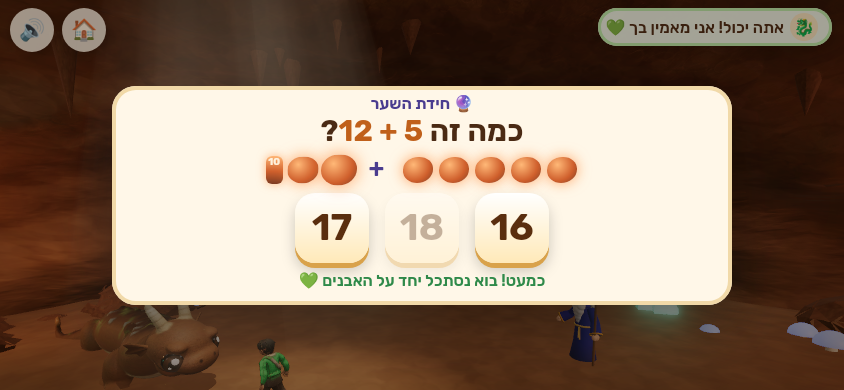 אתה יכול! אני מאמין בך 💚
🔮 חידת השער
כמה זה 5 + 12?
10 +
16 18 17
כמעט! בוא נסתכל יחד על האבנים 💚